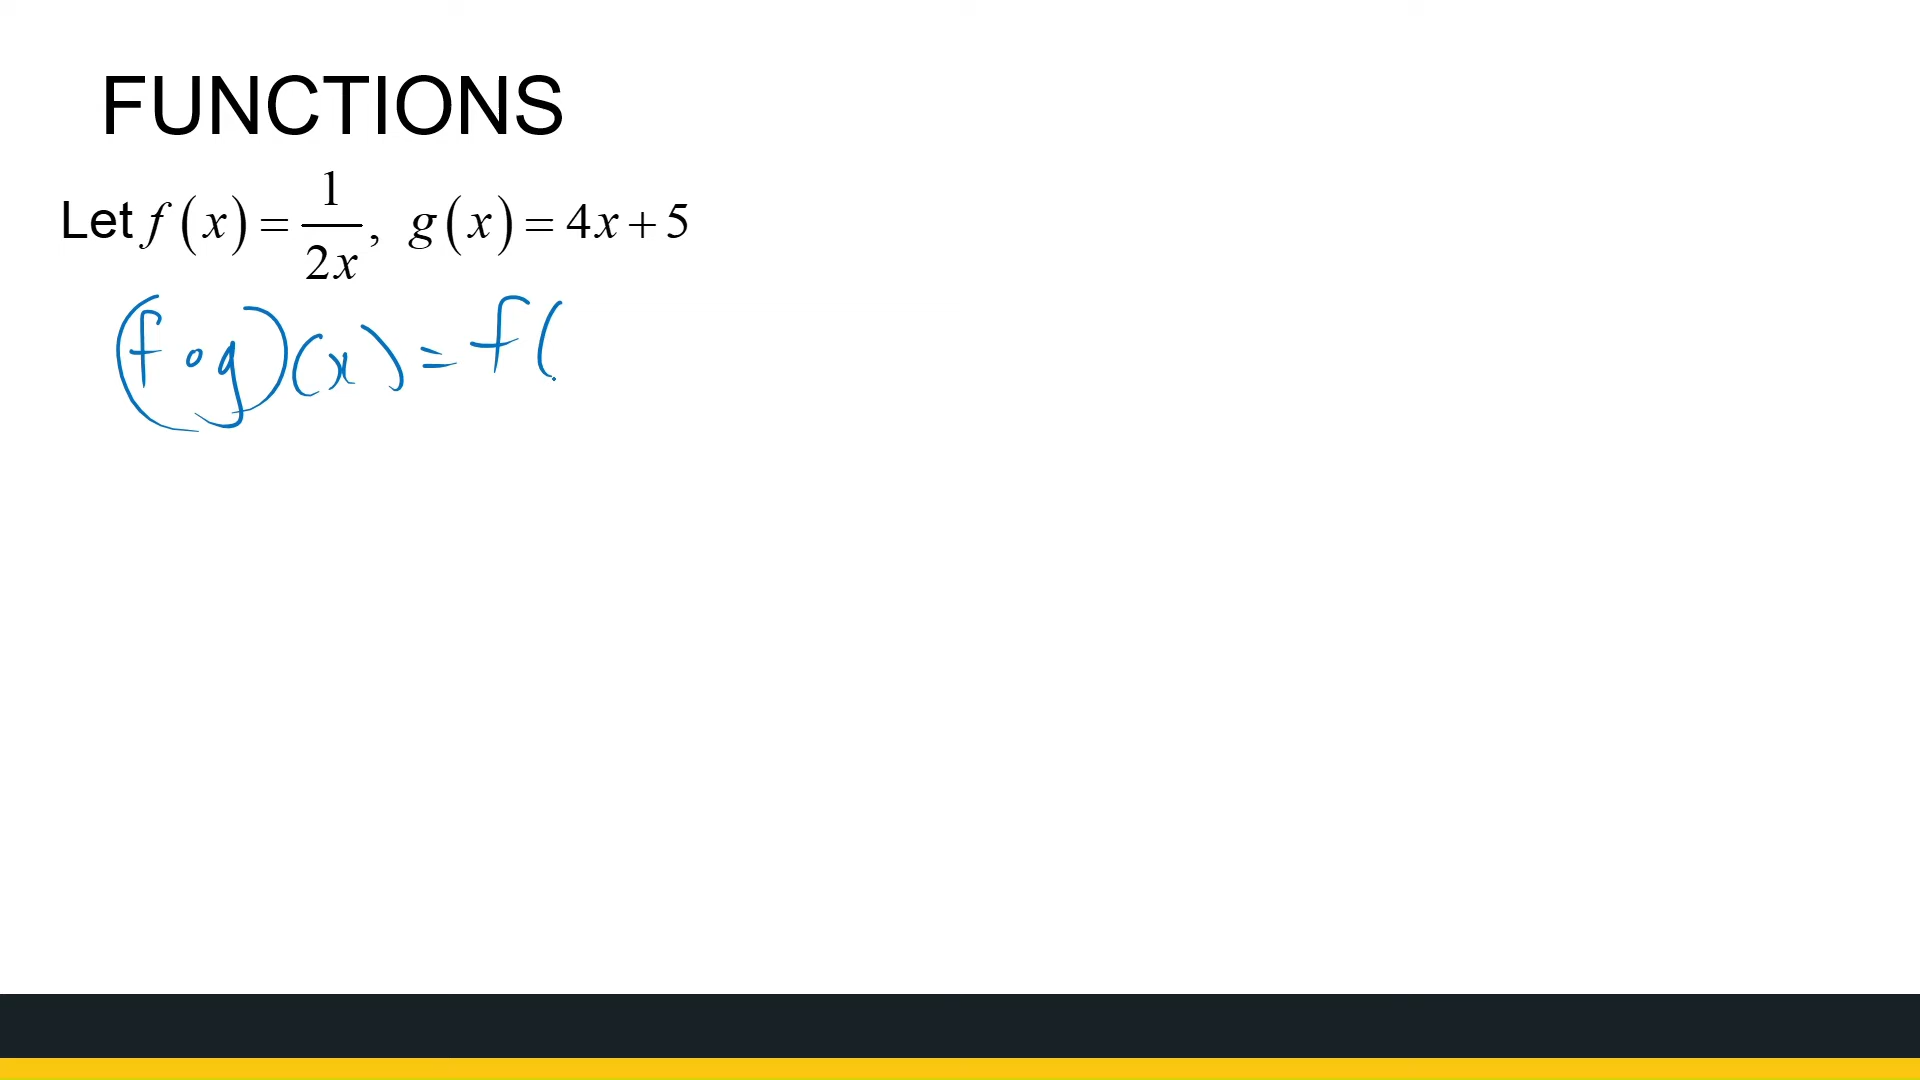 FUNCTIONS
Let f(x) = 1/2x, g(x) = 4x + 5
(f ∘ g)(x) = f(